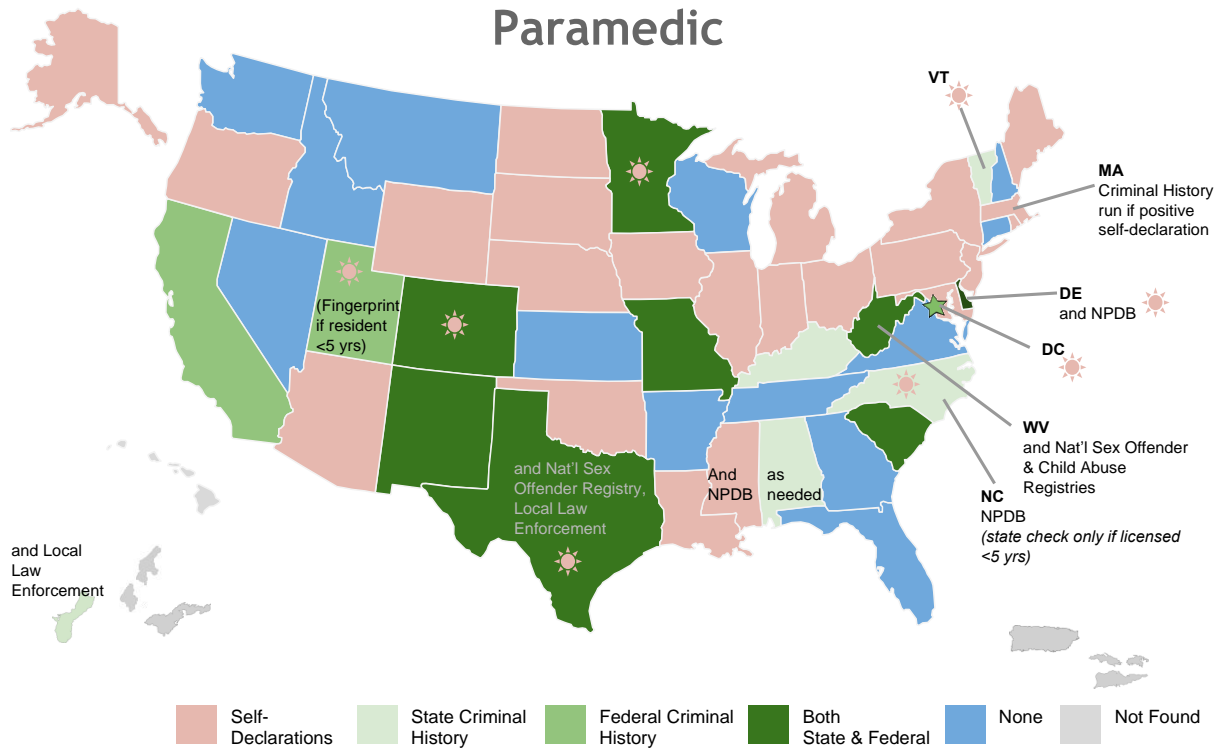 Paramedic
VT
MA
Criminal History
run if positive
self-declaration
DE
and NPDB
DC
WV
and Nat'l Sex Offender
& Child Abuse
Registries
NC
NPDB
(state check only if licensed
<5 yrs)
(Fingerprint
if resident
<5 yrs)
and Nat'l Sex
Offender Registry,
Local Law
Enforcement
And
NPDB
as
needed
and Local
Law
Enforcement
Self-
Declarations
State Criminal
History
Federal Criminal
History
Both
State & Federal
None
Not Found